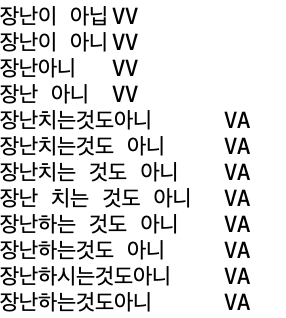 장난이 아닙 VV
장난이 아니 VV
장난아니 VV
장난 아니 VV
장난치는것도아니 VA
장난치는것도 아니 VA
장난치는 것도 아니 VA
장난 치는 것도 아니 VA
장난하는 것도 아니 VA
장난하는것도 아니 VA
장난하시는것도아니 VA
장난하는것도아니 VA